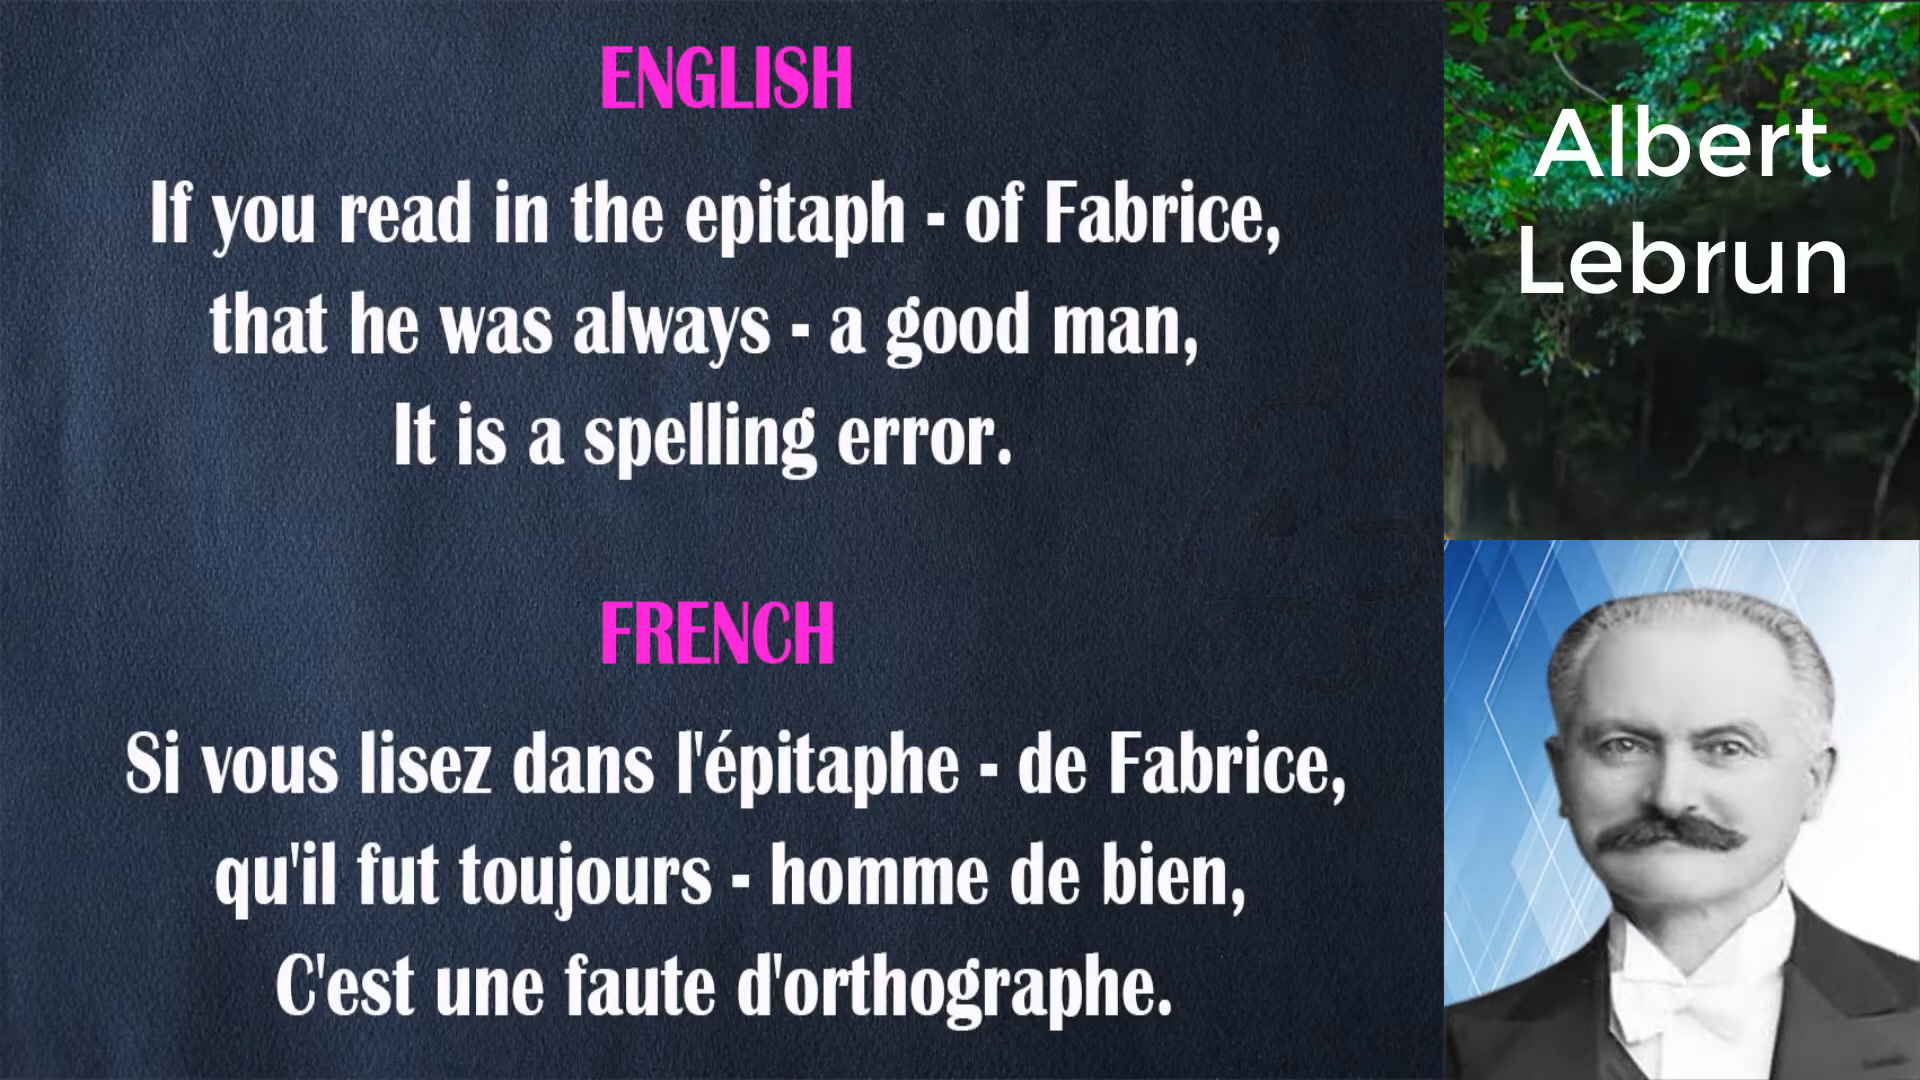 ENGLISH
If you read in the epitaph - of Fabrice,
that he was always - a good man,
It is a spelling error.
FRENCH
Si vous lisez dans l'épitaphe - de Fabrice,
qu'il fut toujours - homme de bien,
C'est une faute d'orthographe.
Albert
Lebrun